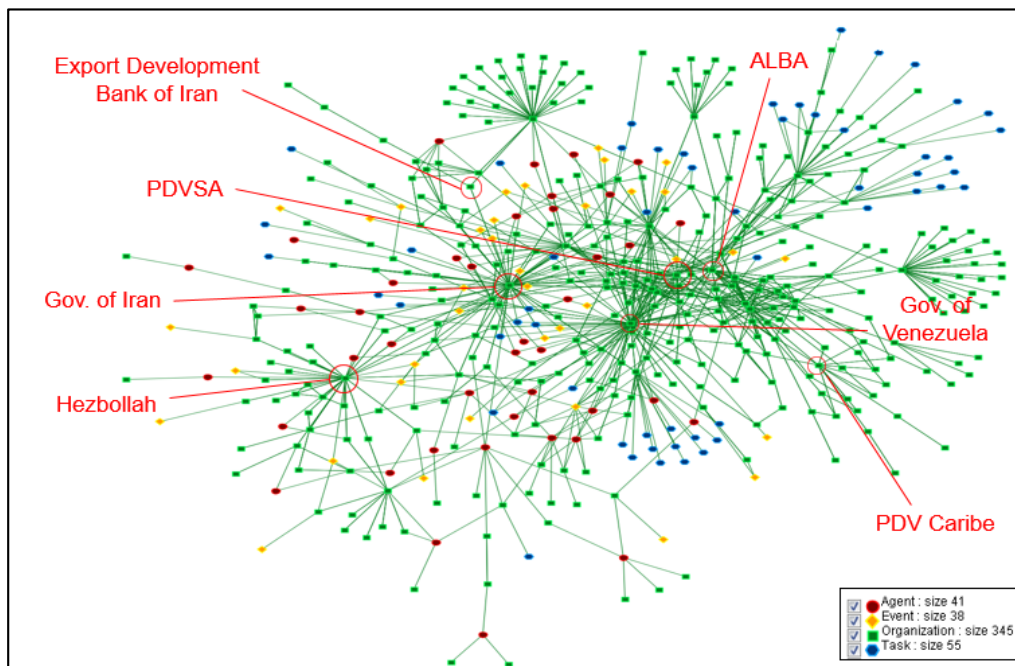 Export Development
Bank of Iran
ALBA
PDVSA
Gov. of Iran
Gov. of
Venezuela
Hezbollah
PDV Caribe
Agent : size 41
Event : size 38
Organization : size 345
Task : size 55